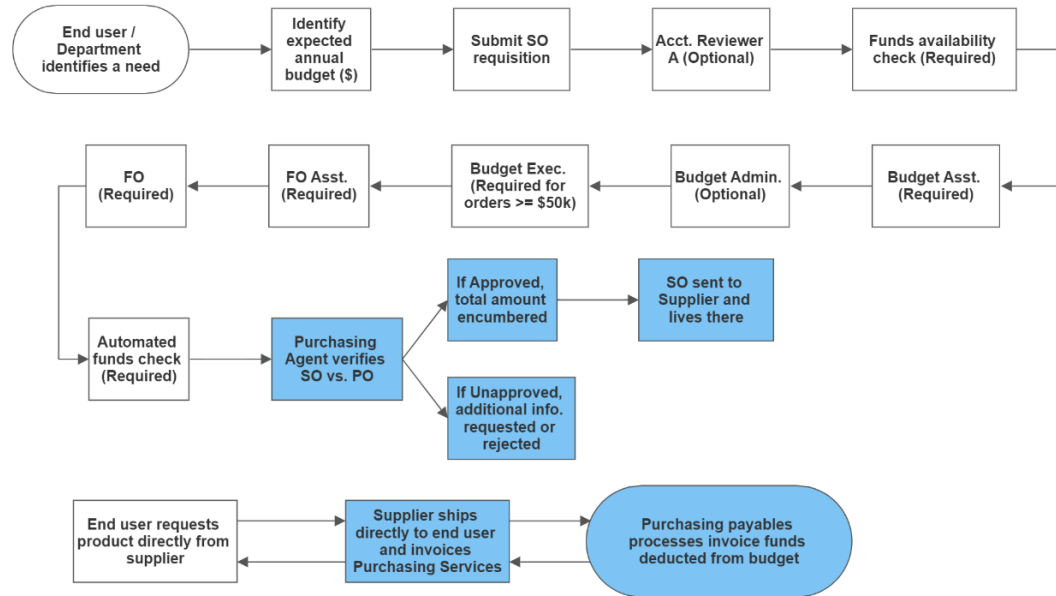 End user /
Department
identifies a need
Identify
expected
annual
budget ($)
Submit SO
requisition
Acct. Reviewer
A (Optional)
Funds availability
check (Required)
FO
(Required)
FO Asst.
(Required)
Budget Exec.
(Required for
orders >= $50k)
Budget Admin.
(Optional)
Budget Asst.
(Required)
Automated
funds check
(Required)
Purchasing
Agent verifies
SO vs. PO
If Approved,
total amount
encumbered
SO sent to
Supplier and
lives there
If Unapproved,
additional info.
requested or
rejected
End user requests
product directly from
supplier
Supplier ships
directly to end user
and invoices
Purchasing Services
Purchasing payables
processes invoice funds
deducted from budget